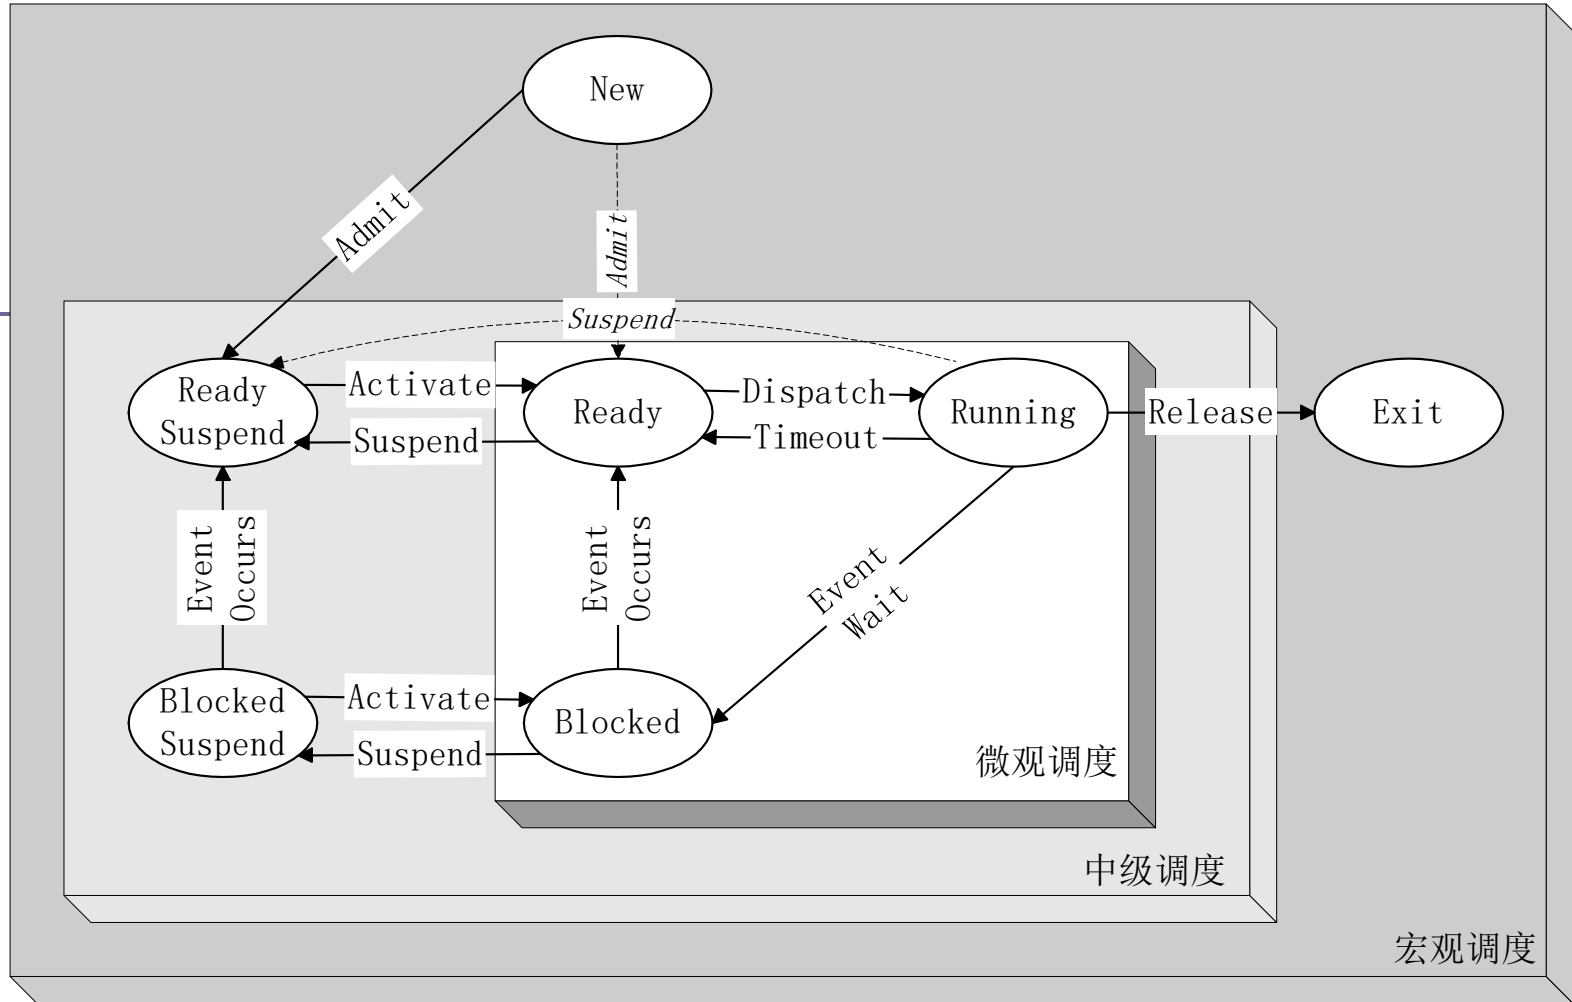 New
Admit
Admit
Suspend
Ready
Suspend
Activate
Suspend
Ready
Dispatch
Timeout
Running
Release
Exit
Event
Occurs
Event
Occurs
Event
Wait
Blocked
Suspend
Activate
Suspend
Blocked
微观调度
中级调度
宏观调度